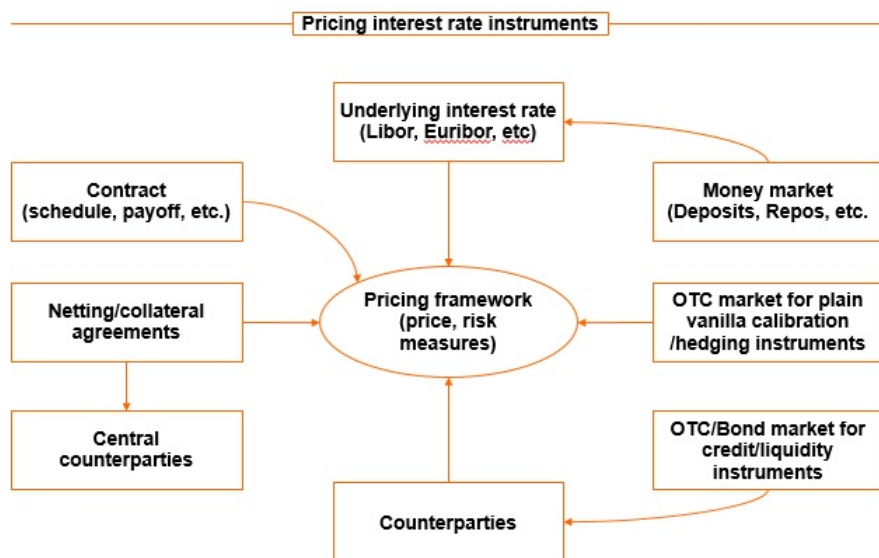 Pricing interest rate instruments
Underlying interest rate
(Libor, Euribor, etc)
Contract
(schedule, payoff, etc.)
Money market
(Deposits, Repos, etc.
Netting/collateral
agreements
Pricing framework
(price, risk
measures)
OTC market for plain
vanilla calibration
/hedging instruments
Central
counterparties
OTC/Bond market for
credit/liquidity
instruments
Counterparties